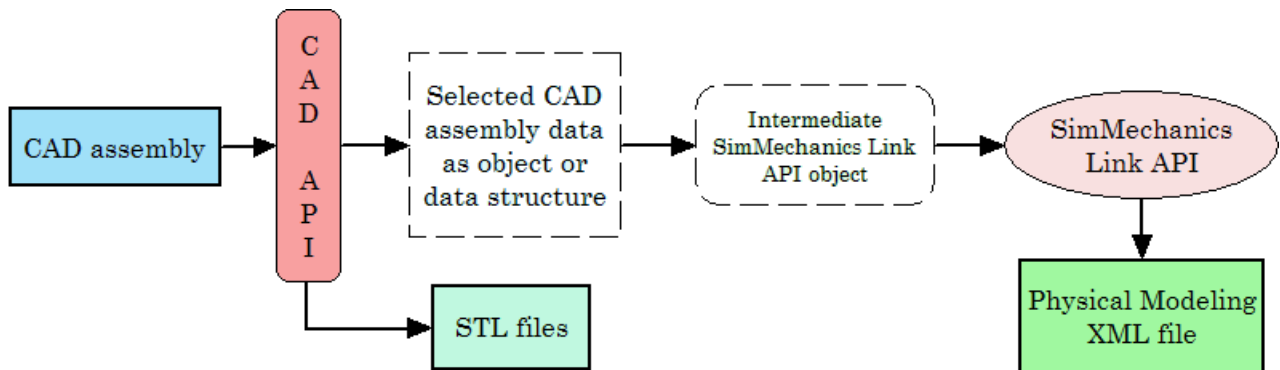 CAD assembly
C
A
D
A
P
I
Selected CAD
assembly data
as object or
data structure
Intermediate
SimMechanics Link
API object
SimMechanics
Link API
STL files
Physical Modeling
XML file